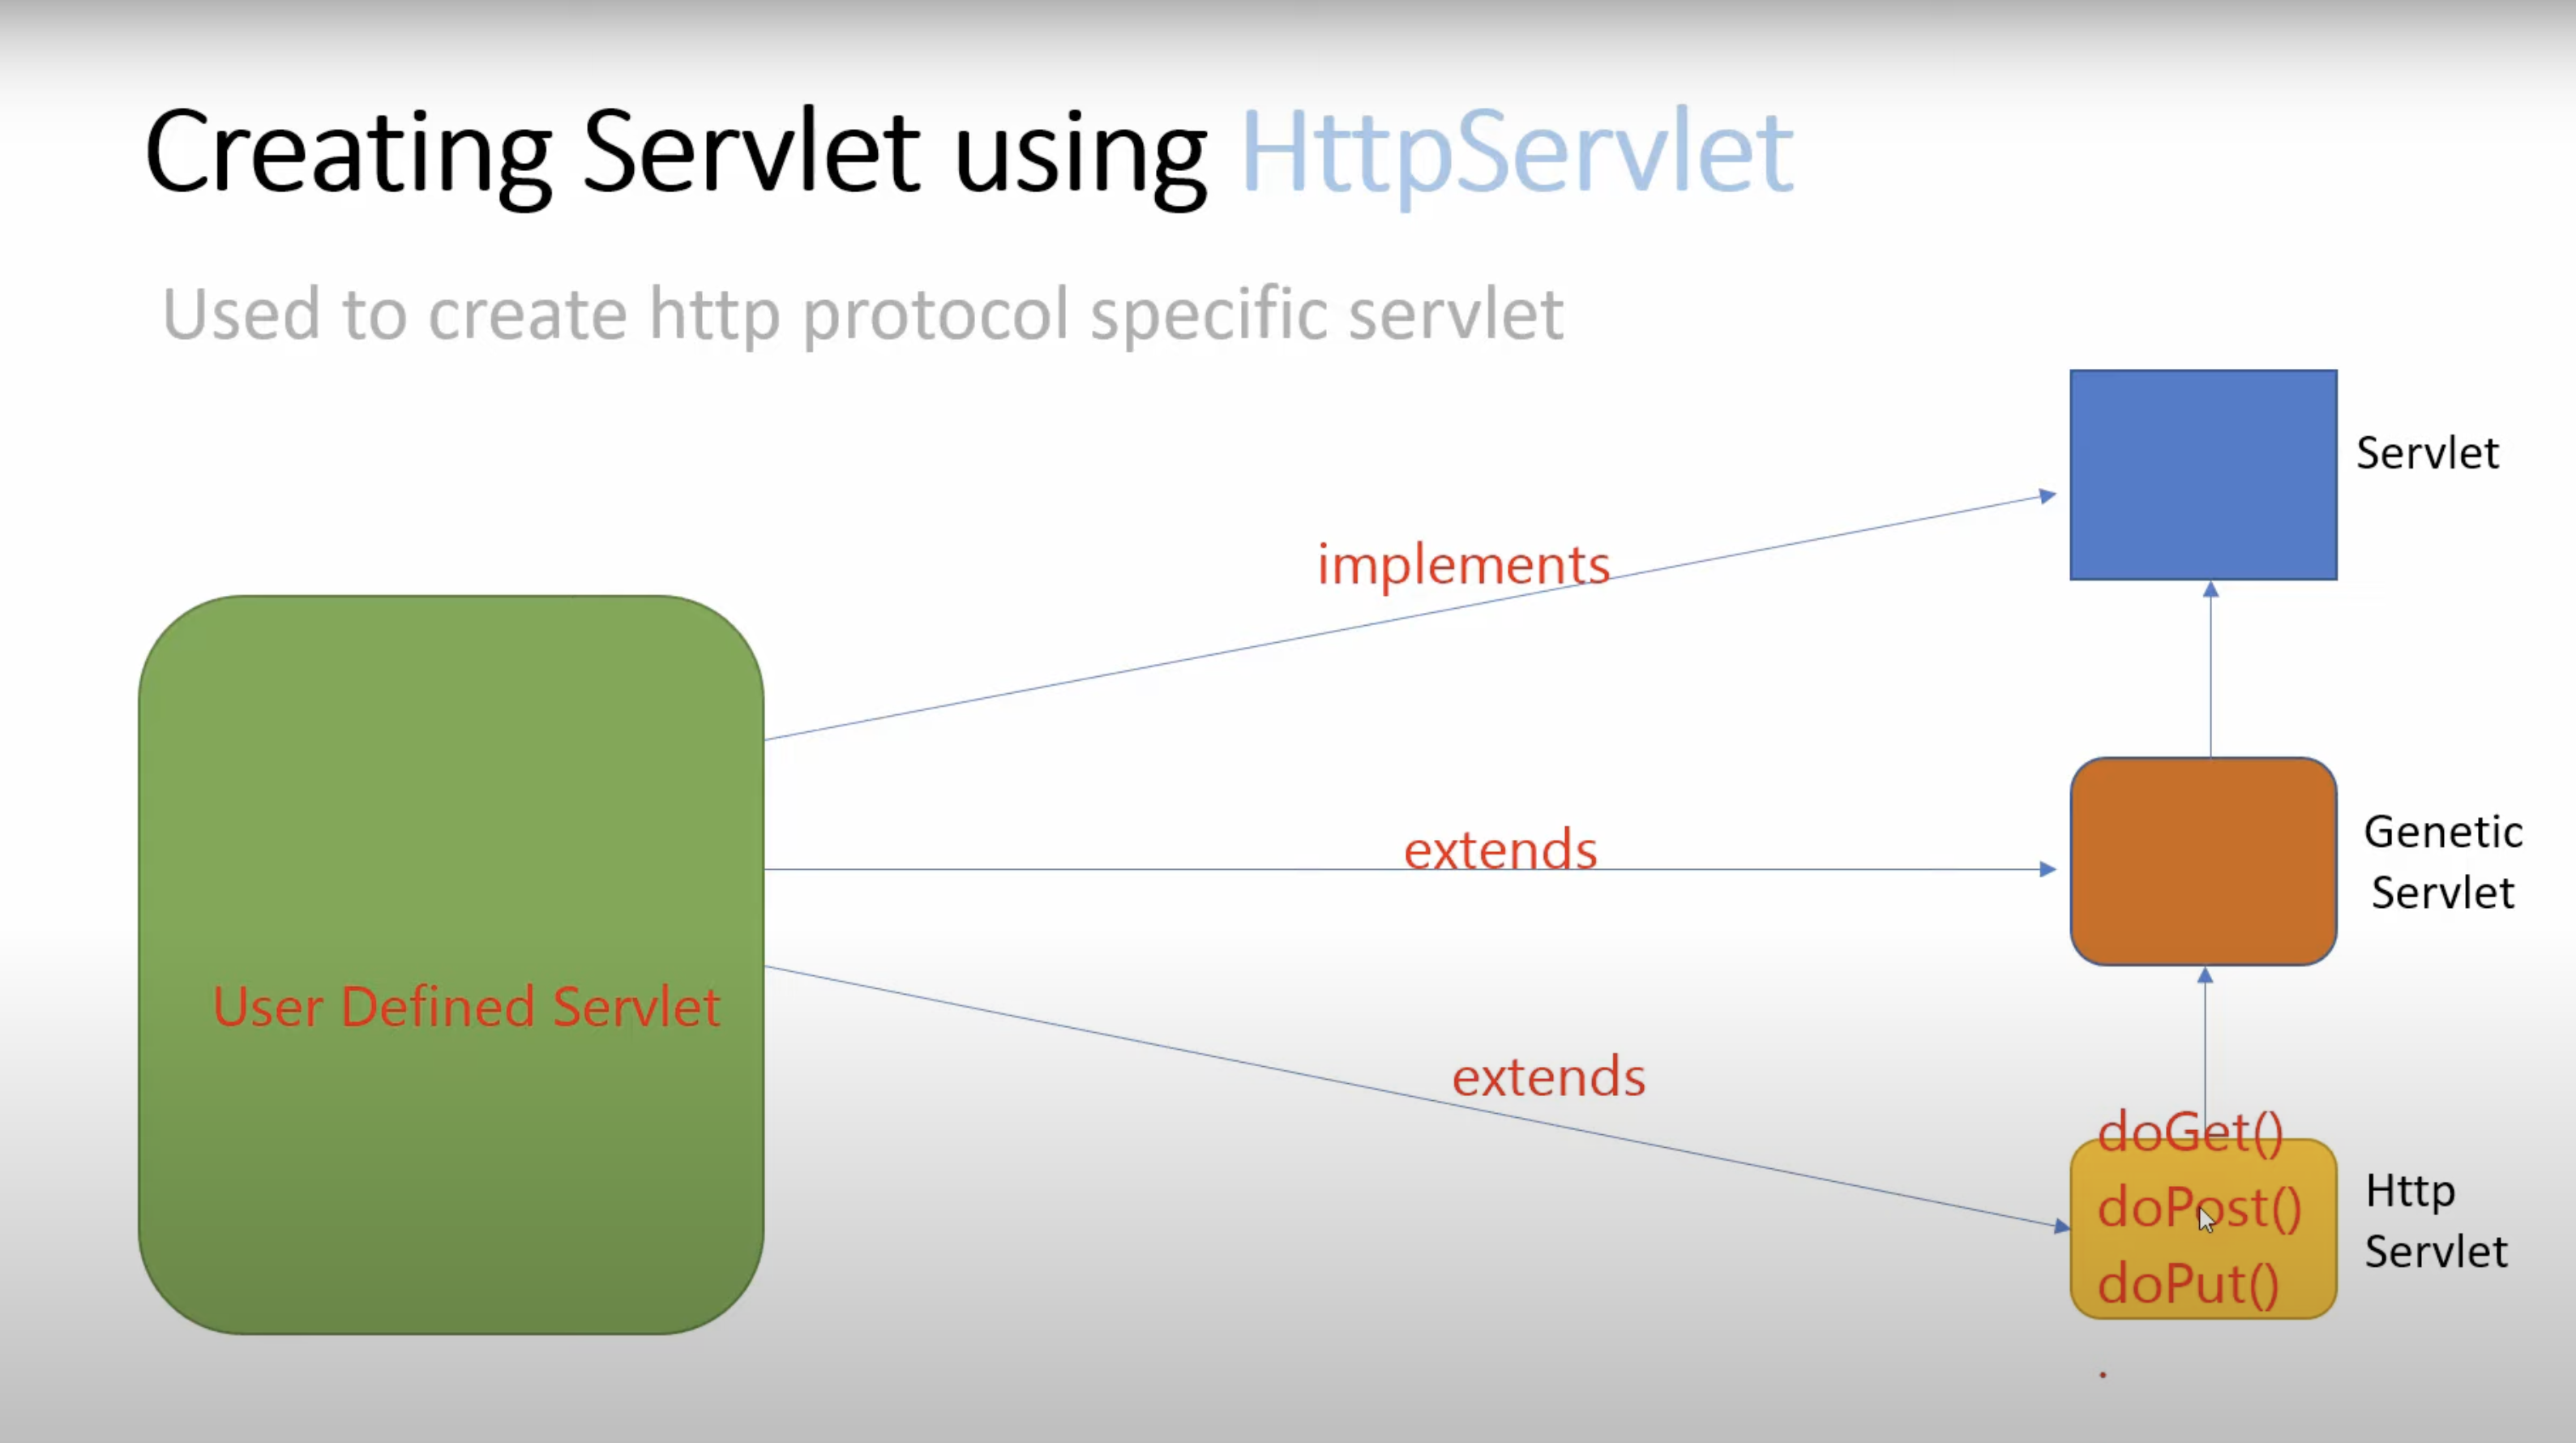 Creating Servlet using HttpServlet
Used to create http protocol specific servlet
Servlet
implements
extends
Genetic
Servlet
User Defined Servlet
extends
doGet()
doPost()
doPut()
.
Http
Servlet